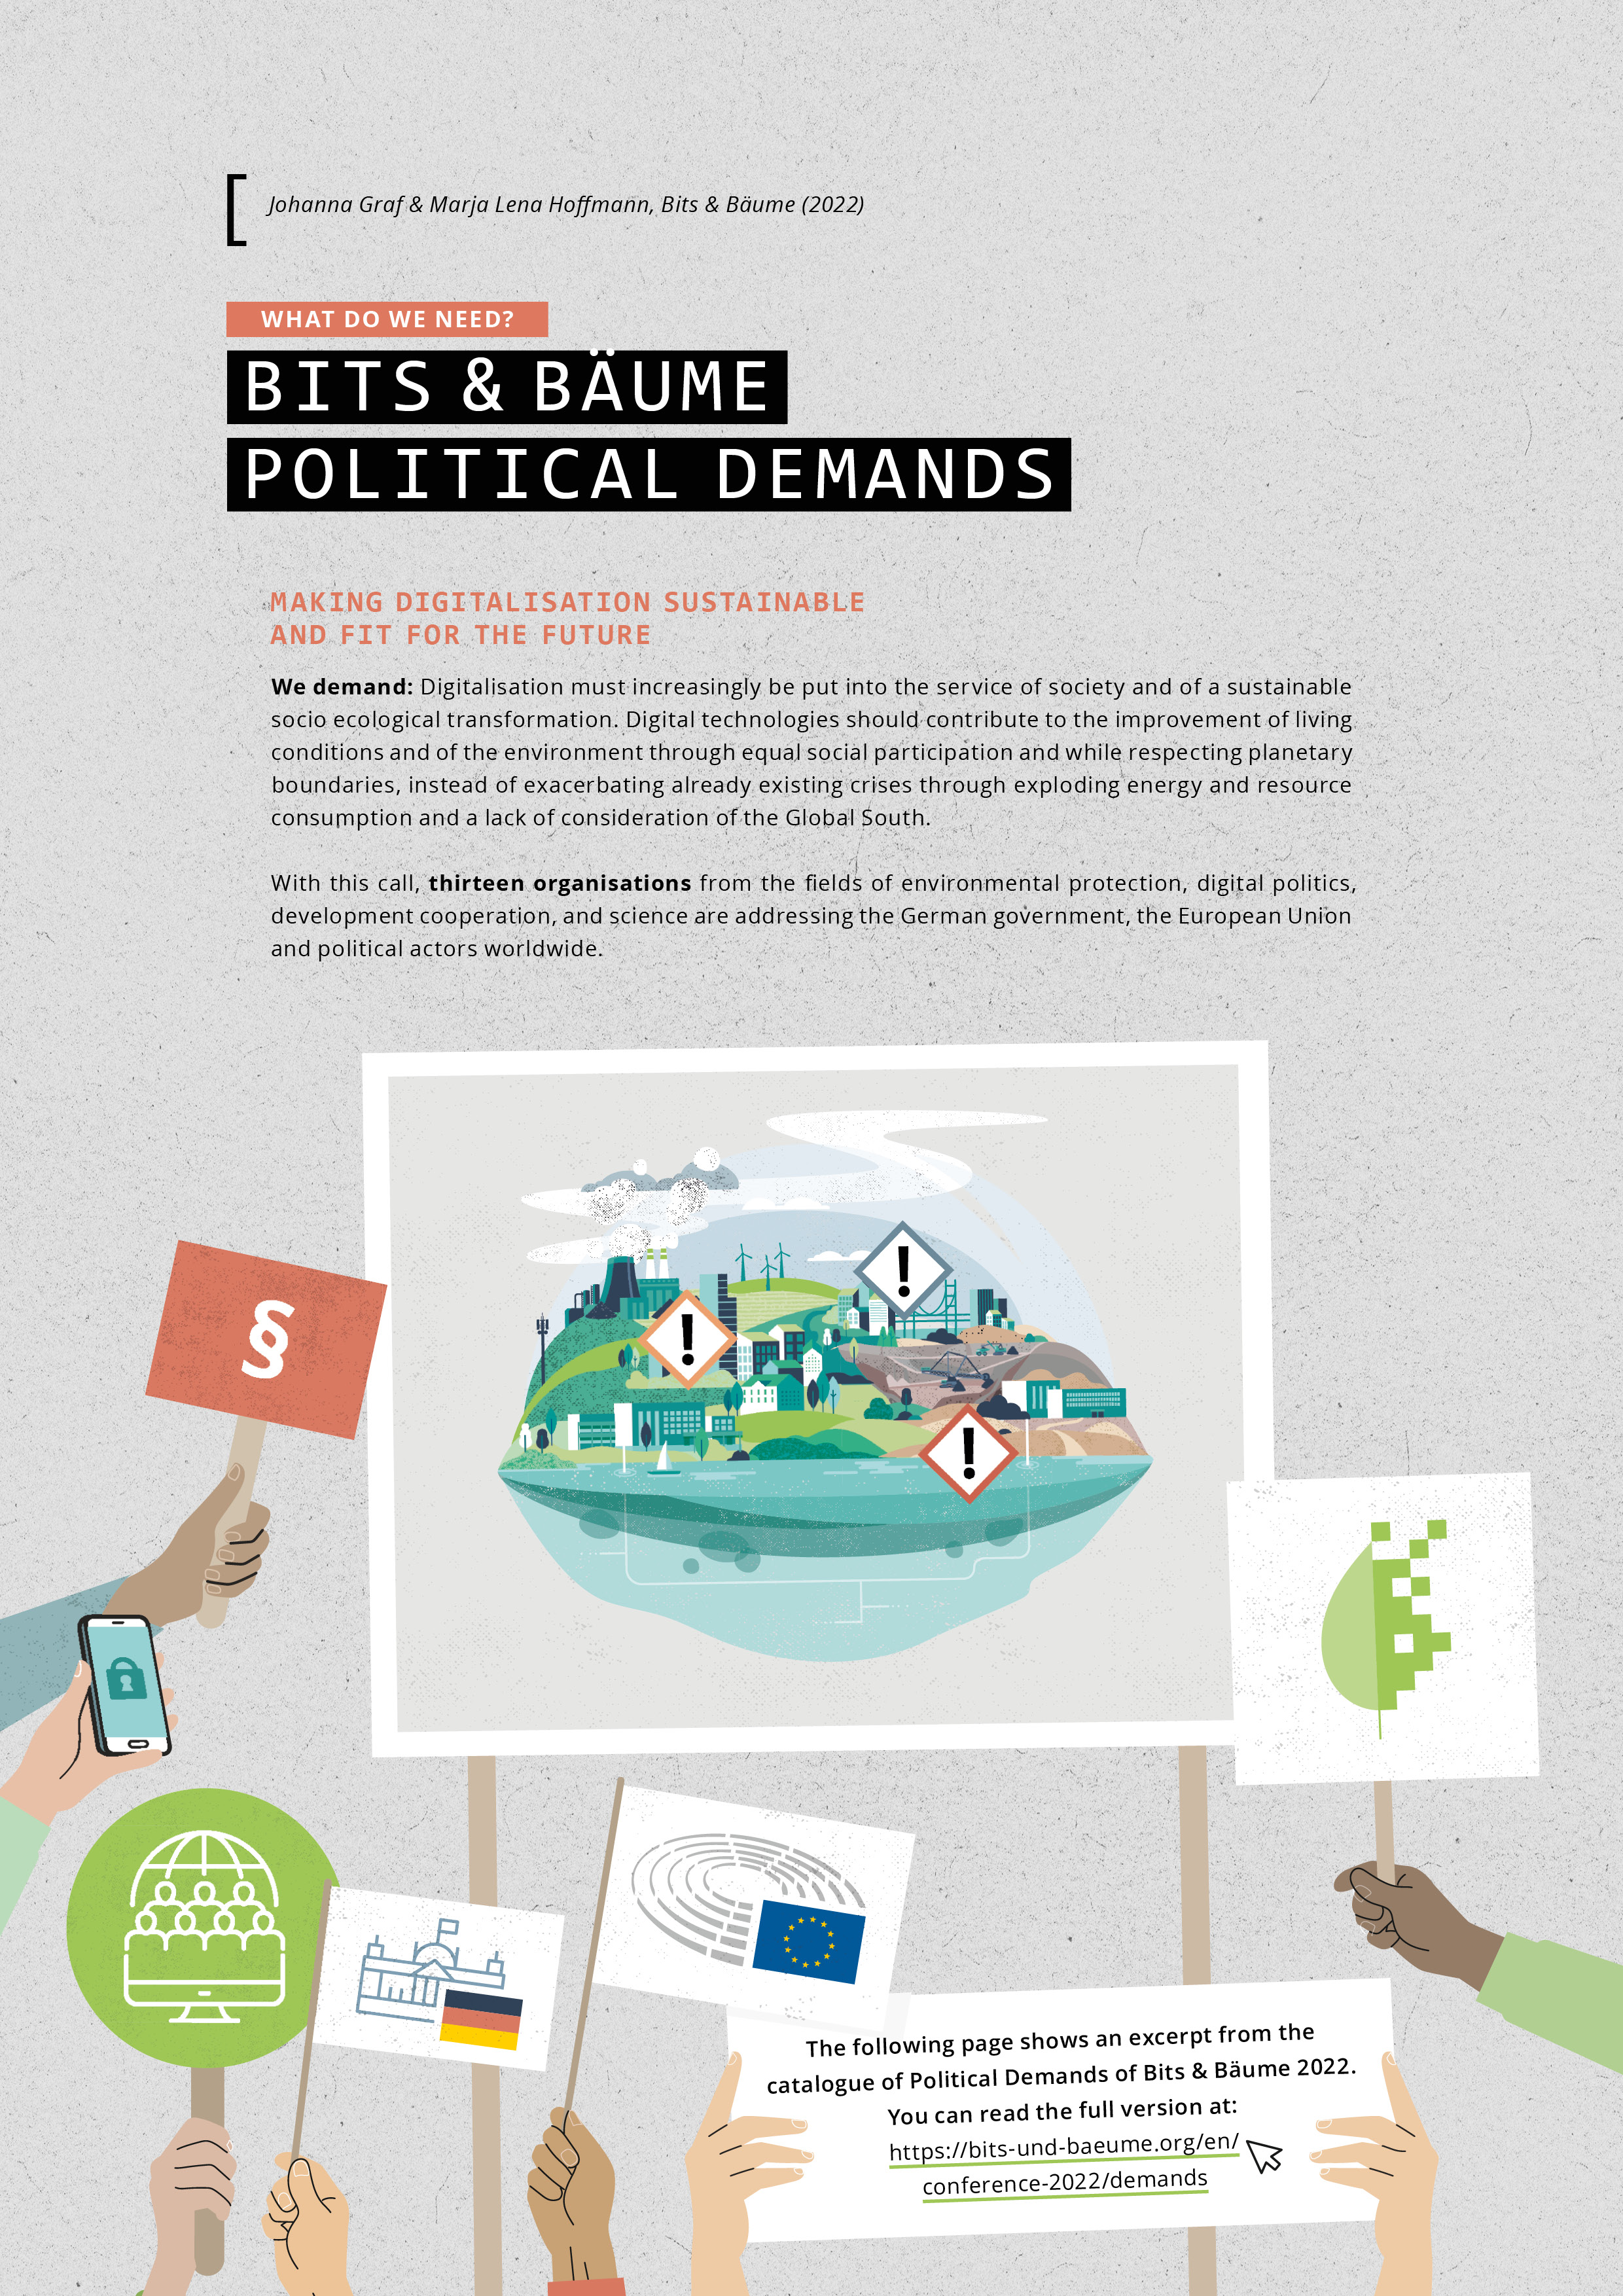 Johanna Graf & Marja Lena Hoffmann, Bits & Bäume (2022)
WHAT DO WE NEED?
BITS & BÄUME
POLITICAL DEMANDS
MAKING DIGITALISATION SUSTAINABLE
AND FIT FOR THE FUTURE
We demand: Digitalisation must increasingly be put into the service of society and of a sustainable
socio ecological transformation. Digital technologies should contribute to the improvement of living
conditions and of the environment through equal social participation and while respecting planetary
boundaries, instead of exacerbating already existing crises through exploding energy and resource
consumption and a lack of consideration of the Global South.
With this call, thirteen organisations from the fields of environmental protection, digital politics,
development cooperation, and science are addressing the German government, the European Union
and political actors worldwide.
!
!
!
§
The following page shows an excerpt from the
catalogue of Political Demands of Bits & Bäume 2022.
You can read the full version at:
https://bits-und-baeume.org/en/
conference-2022/demands